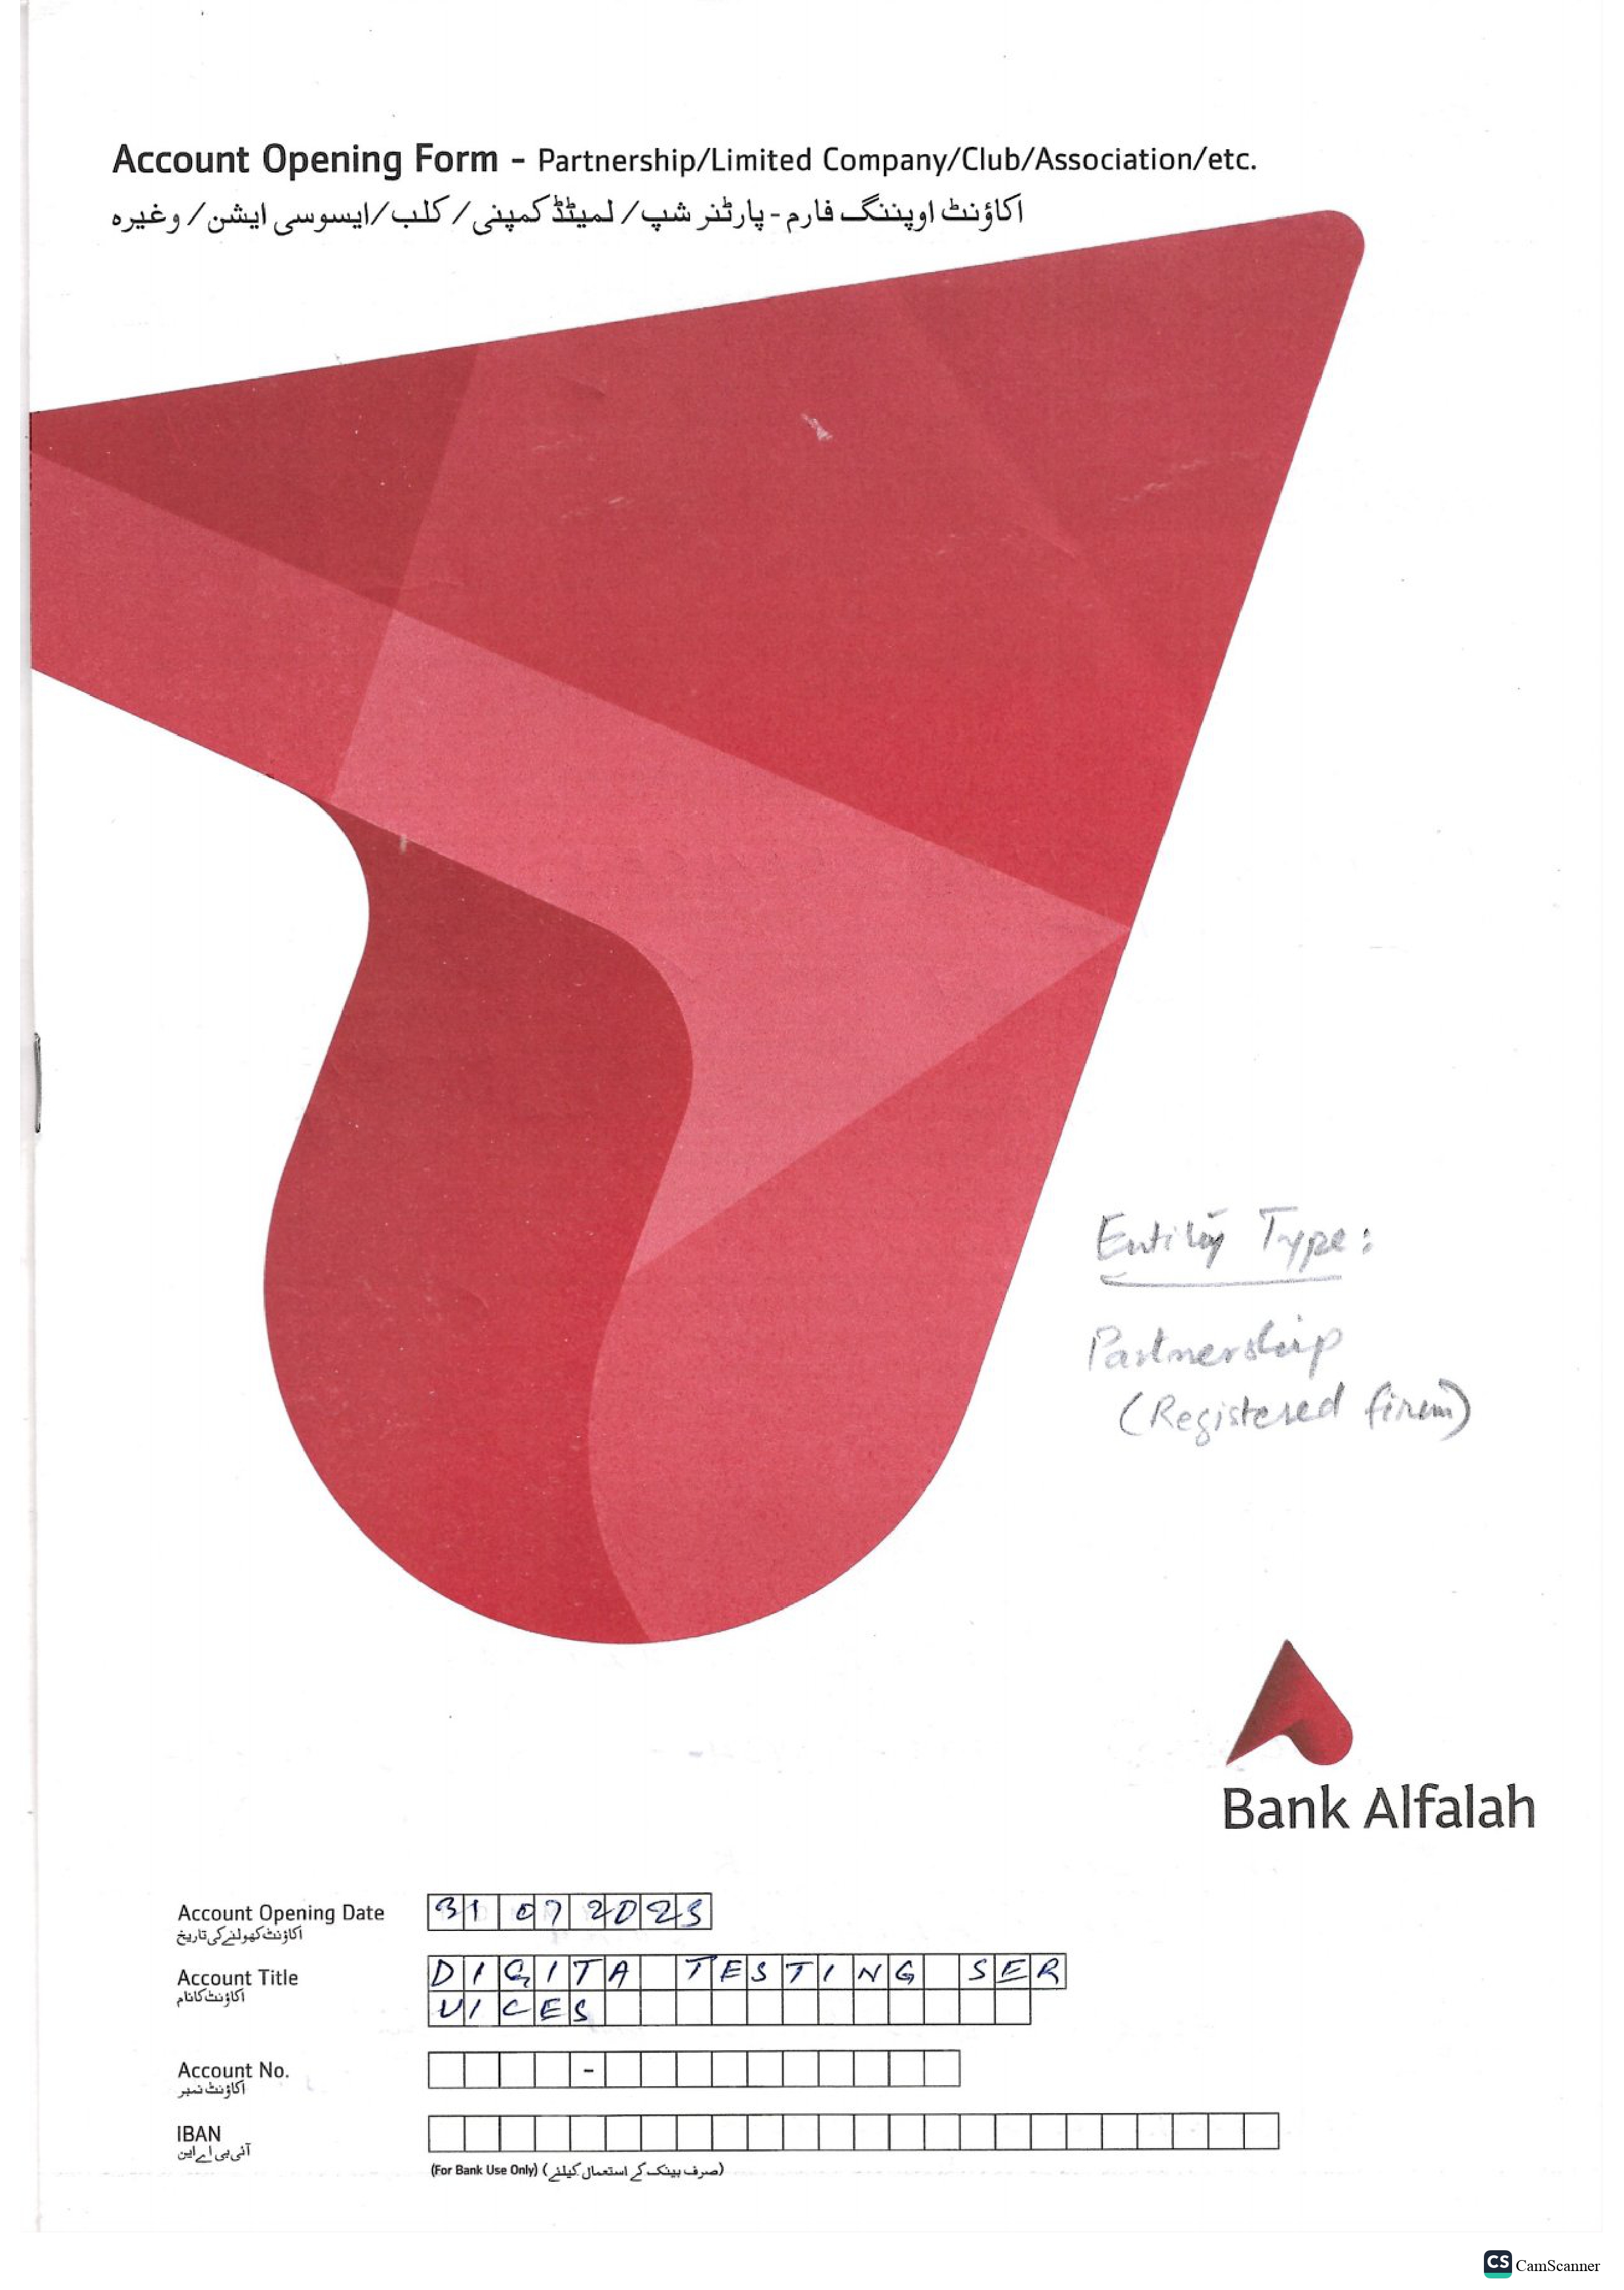 Account Opening Form - Partnership/Limited Company/Club/Association/etc.
اکاؤنٹ اوپننگ فارم - پارٹنر شپ/ لمیٹڈ کمپنی/ کلب/ایسوسی ایشن/ وغیرہ
Entity Type:
Partnership
(Registered firm)
Bank Alfalah
Account Opening Date 31 07 2023
اکاؤنٹ کھولنے کی تاریخ
Account Title DIGITA TESTING SER
اکاؤنٹ کا نام VICES
Account No. -
اکاؤنٹ نمبر
IBAN
آئی بی اے این
(For Bank Use Only) (صرف بینک کے استعمال کیلئے)
CS CamScanner